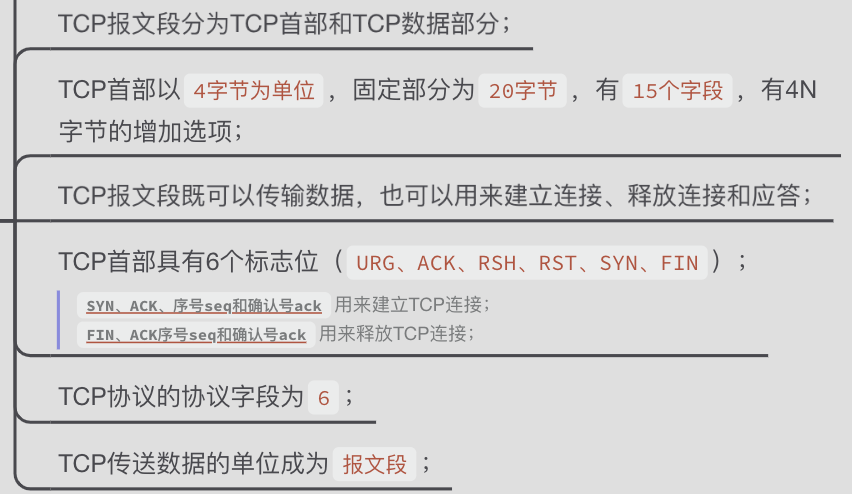 TCP报文段分为TCP首部和TCP数据部分；
TCP首部以 4字节为单位 ，固定部分为 20字节 ，有 15个字段 ，有4N
字节的增加选项；
TCP报文段既可以传输数据，也可以用来建立连接、释放连接和应答；
TCP首部具有6个标志位（ URG、ACK、RSH、RST、SYN、FIN ）；
SYN、ACK、序号seq和确认号ack 用来建立TCP连接；
FIN、ACK序号seq和确认号ack 用来释放TCP连接；
TCP协议的协议字段为 6 ；
TCP传送数据的单位成为 报文段 ；